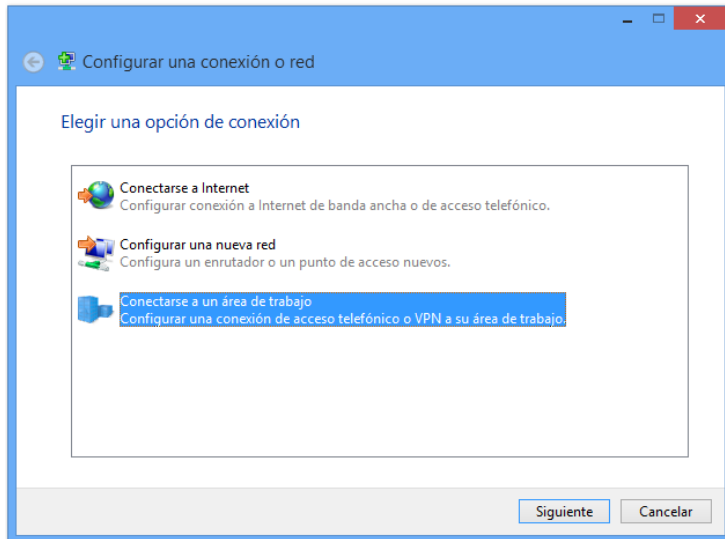 Configurar una conexión o red
Elegir una opción de conexión
Conectarse a Internet
Configurar conexión a Internet de banda ancha o de acceso telefónico.
Configurar una nueva red
Configura un enrutador o un punto de acceso nuevos.
Conectarse a un área de trabajo
Configurar una conexión de acceso telefónico o VPN a su área de trabajo.
Siguiente
Cancelar